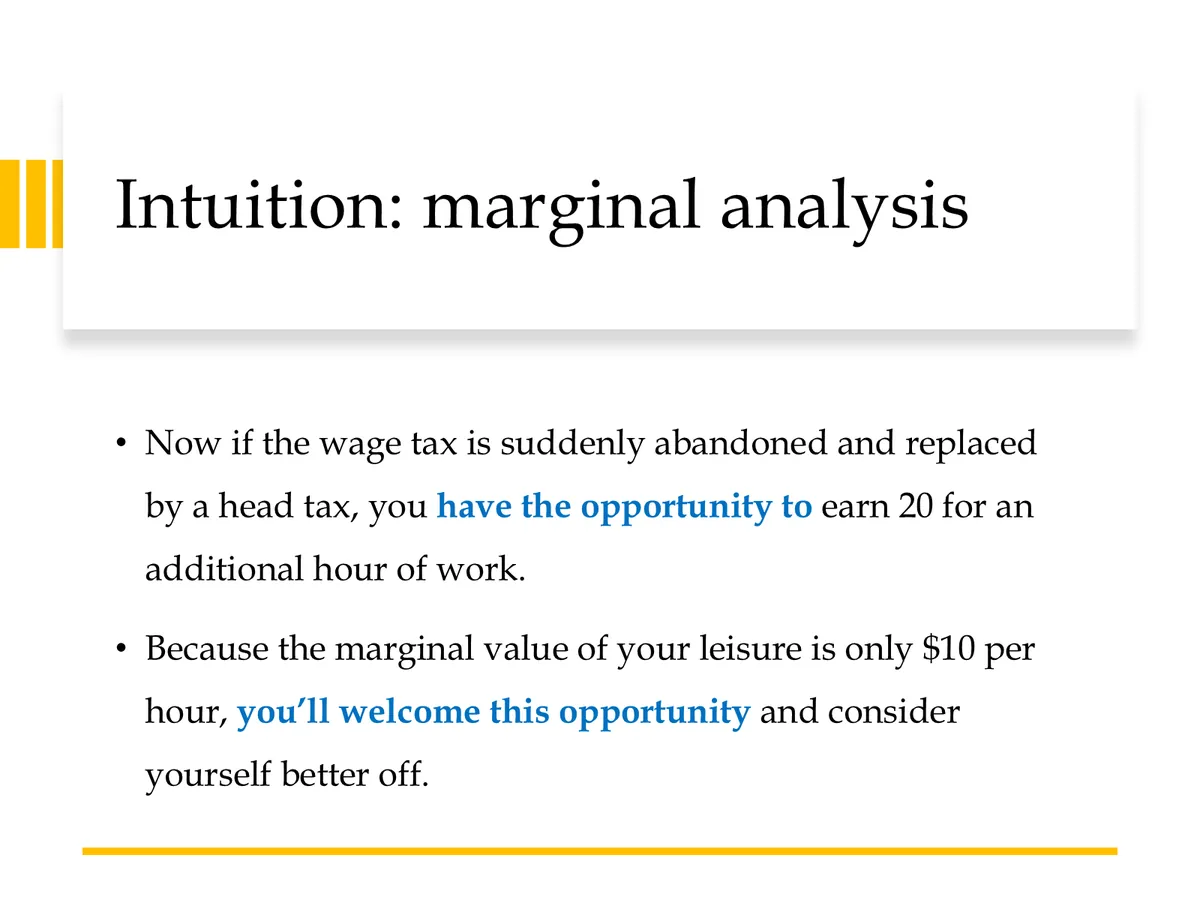 Intuition: marginal analysis
• Now if the wage tax is suddenly abandoned and replaced
by a head tax, you have the opportunity to earn 20 for an
additional hour of work.
• Because the marginal value of your leisure is only $10 per
hour, you’ll welcome this opportunity and consider
yourself better off.